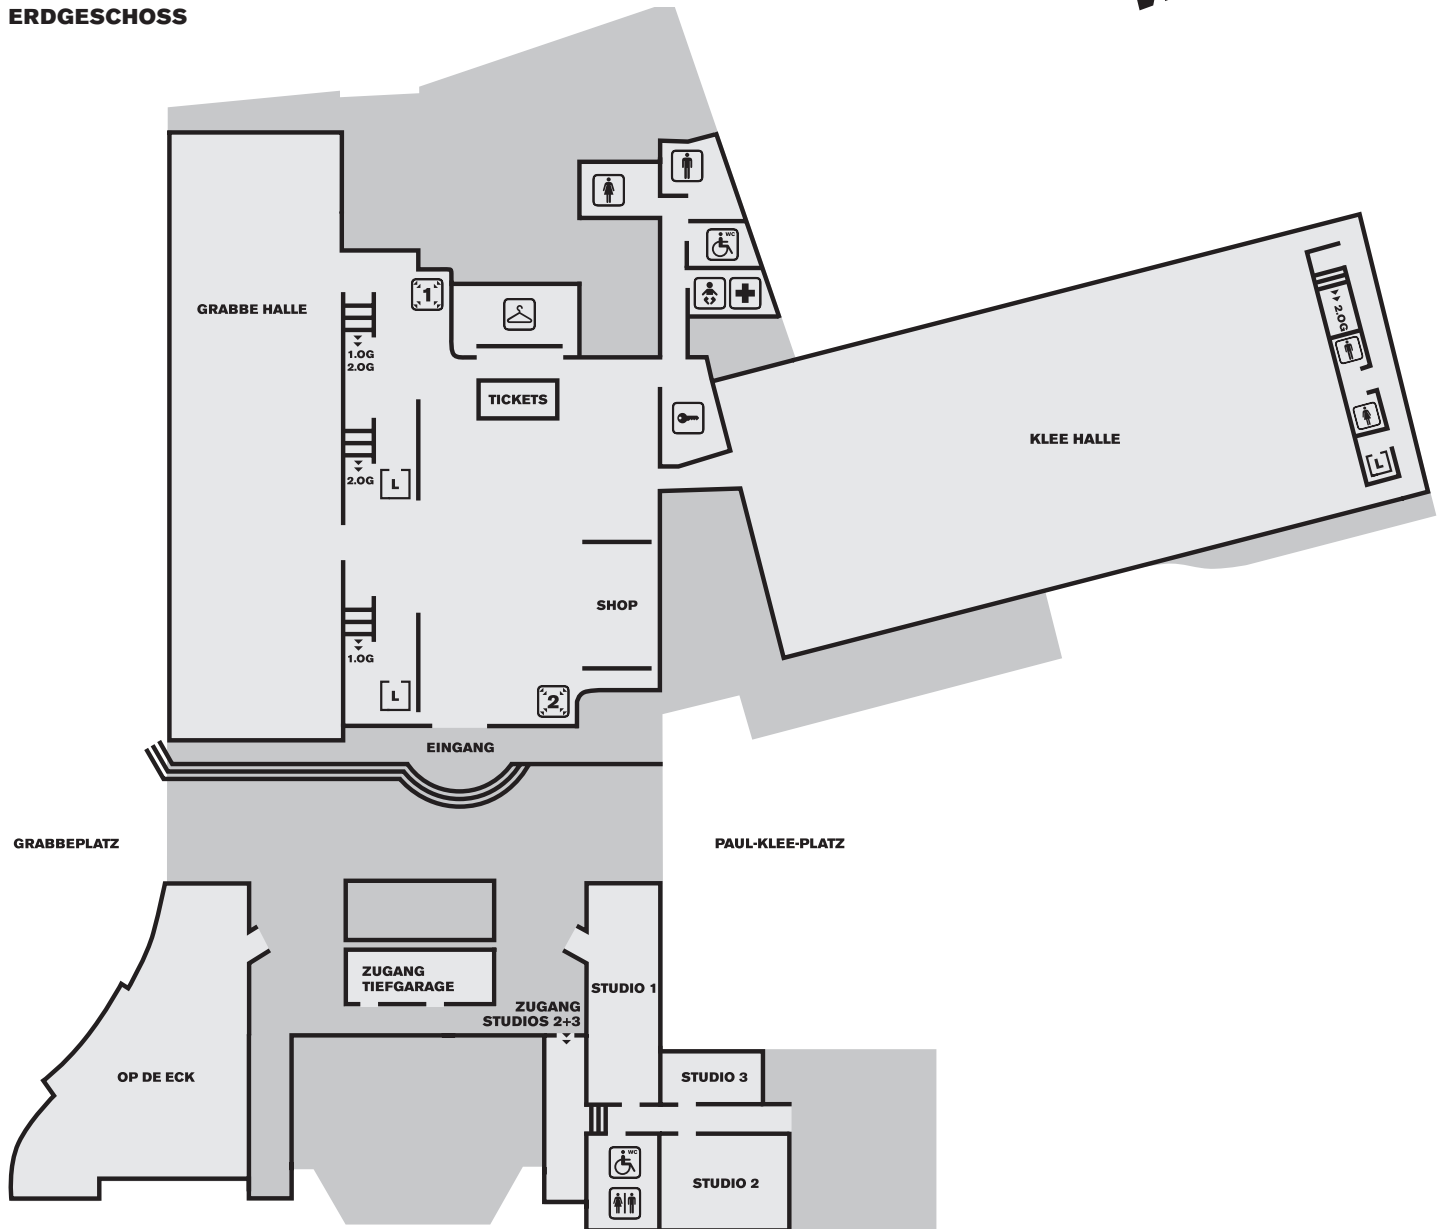 ERDGESCHOSS
WC
1
GRABBE HALLE
2.OG
1.OG
2.OG
TICKETS
KLEE HALLE
L
2.OG
L
SHOP
1.OG
L
2
EINGANG
GRABBEPLATZ
PAUL-KLEE-PLATZ
ZUGANG
TIEFGARAGE
STUDIO 1
ZUGANG
STUDIOS 2+3
OP DE ECK
STUDIO 3
WC
STUDIO 2